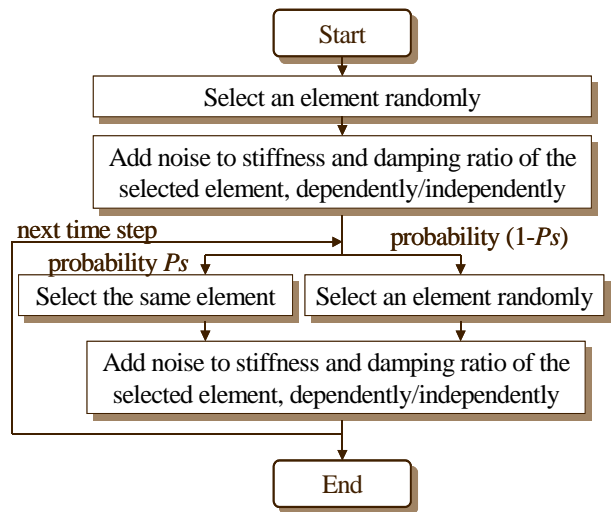 Start
Select an element randomly
Add noise to stiffness and damping ratio of the
selected element, dependently/independently
next time step
probability (1-Ps)
probability Ps
Select the same element
Select an element randomly
Add noise to stiffness and damping ratio of the
selected element, dependently/independently
End